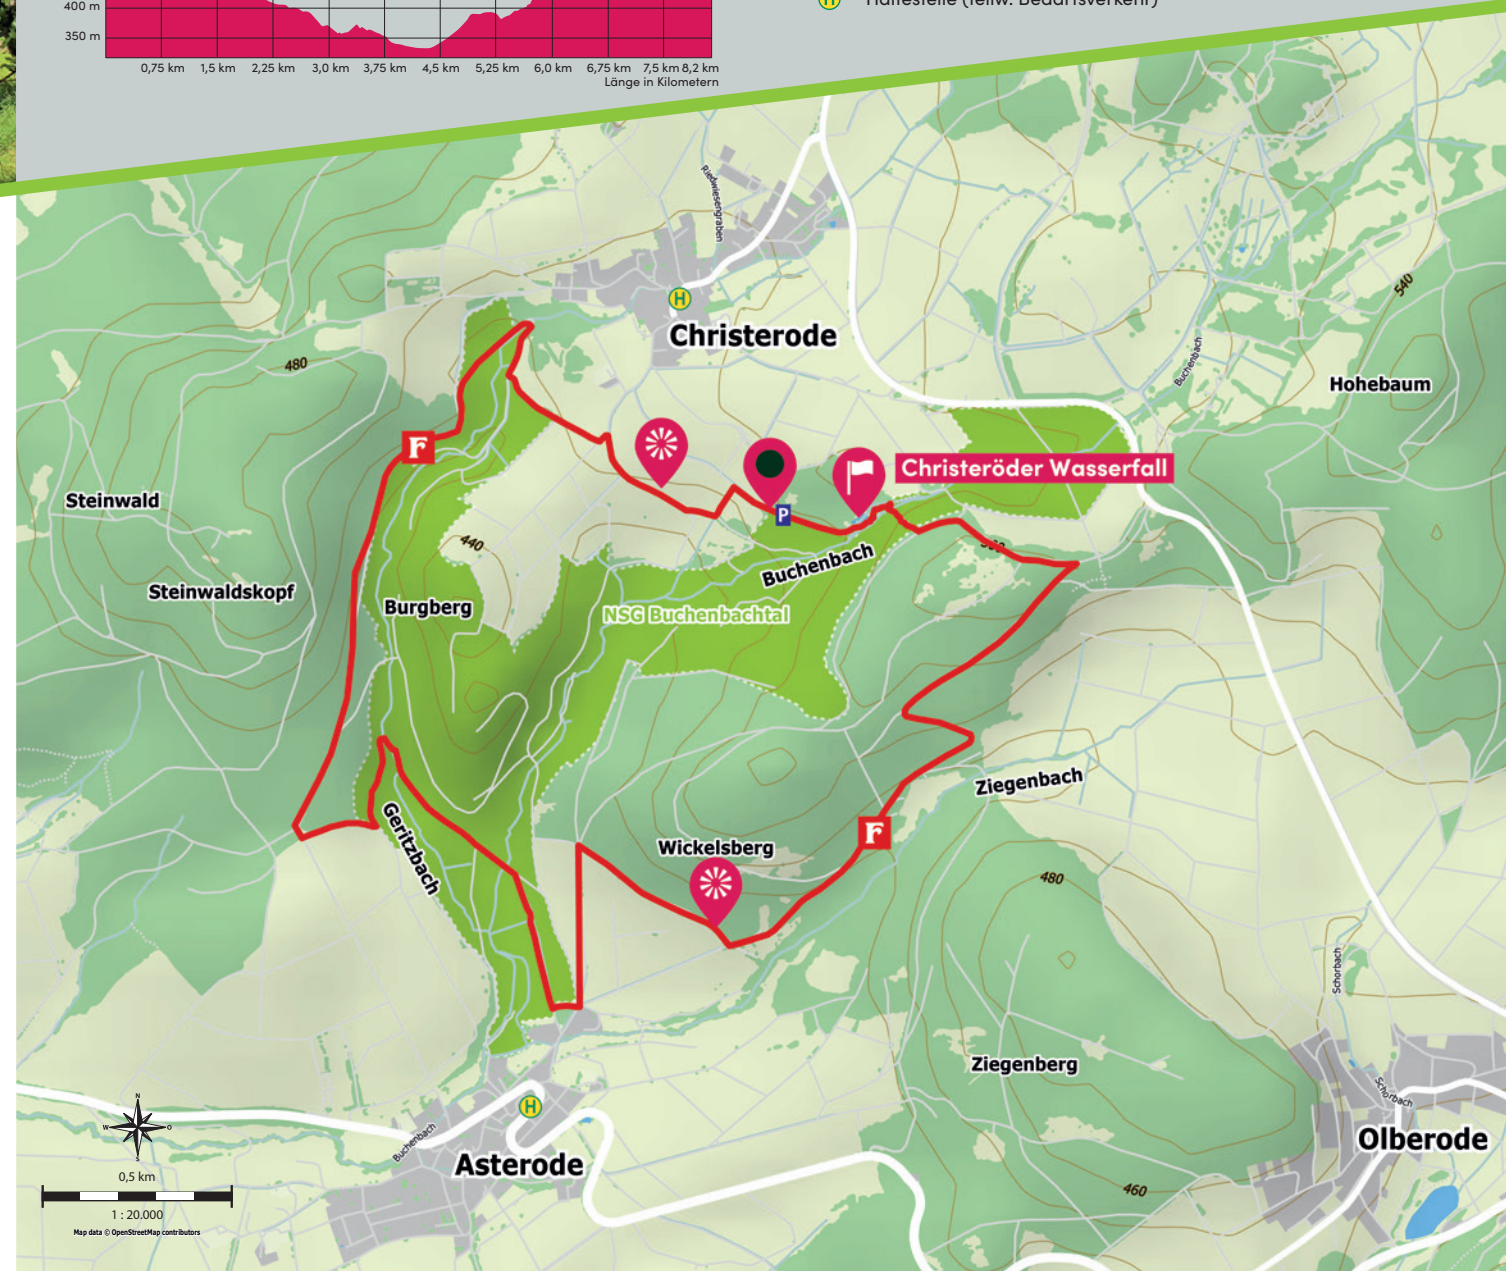 400 m
350 m
0,75 km 1,5 km 2,25 km 3,0 km 3,75 km 4,5 km 5,25 km 6,0 km 6,75 km 7,5 km 8,2 km
Länge in Kilometern
H Haltestelle (teilw. Bedarfsverkehr)
Riedwiesengraben
H
Christerode
540
Buchenbach
Hohebaum
480
F
Christeröder Wasserfall
Steinwald
P
440
Buchenbach
Steinwaldskopf
Burgberg
NSG Buchenbachtal
Ziegenbach
Geritzbach
F
Wickelsberg
480
Schorbach
Ziegenberg
Schorbach
N
W O
S
H
Buchenbach
Olberode
Asterode
0,5 km
460
1 : 20.000
Map data © OpenStreetMap contributors